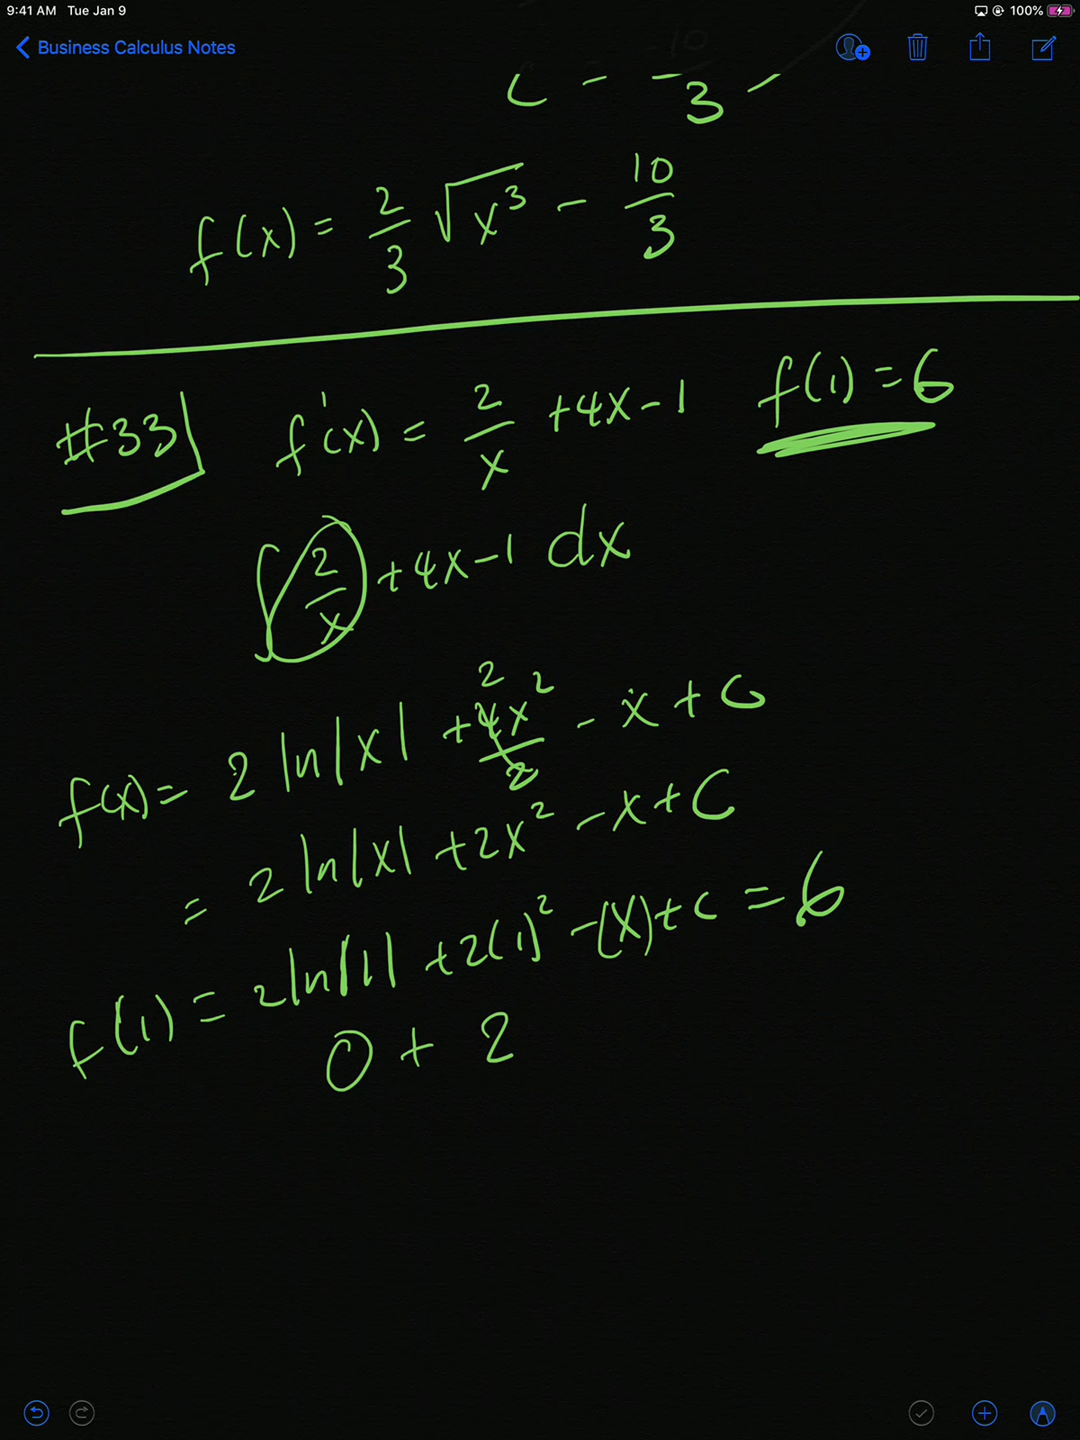 9:41 AM Tue Jan 9 100%
Business Calculus Notes
c = -10/3
f(x) = 2/3 √x³ - 10/3
#33 f'(x) = 2/x +4x-1 f(1)=6
∫ 2/x +4x-1 dx
f(x)= 2 ln|x| + 4x²/2 2 - x + C
= 2 ln|x| +2x² -x+C
f(1) = 2 ln|1| +2(1)² -(x)+c = 6
0 + 2